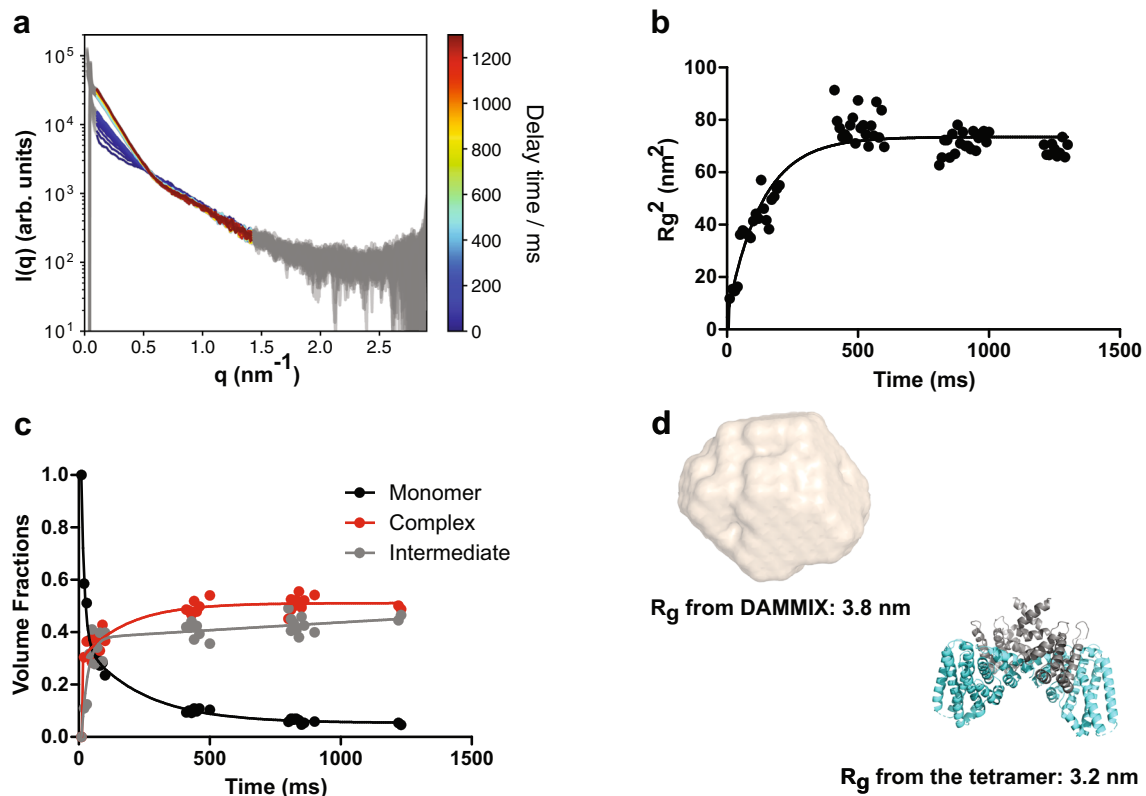 a
I(q) (arb. units)
10^5
10^4
10^3
10^2
10^1
0.0 0.5 1.0 1.5 2.0 2.5
q (nm^-1)
1200
1000
800
600
400
200
0
Delay time / ms
b
Rg^2 (nm^2)
100
80
60
40
20
0
0 500 1000 1500
Time (ms)
c
Volume Fractions
1.0
0.8
0.6
0.4
0.2
0.0
0 500 1000 1500
Time (ms)
Monomer
Complex
Intermediate
d
Rg from DAMMIX: 3.8 nm
Rg from the tetramer: 3.2 nm